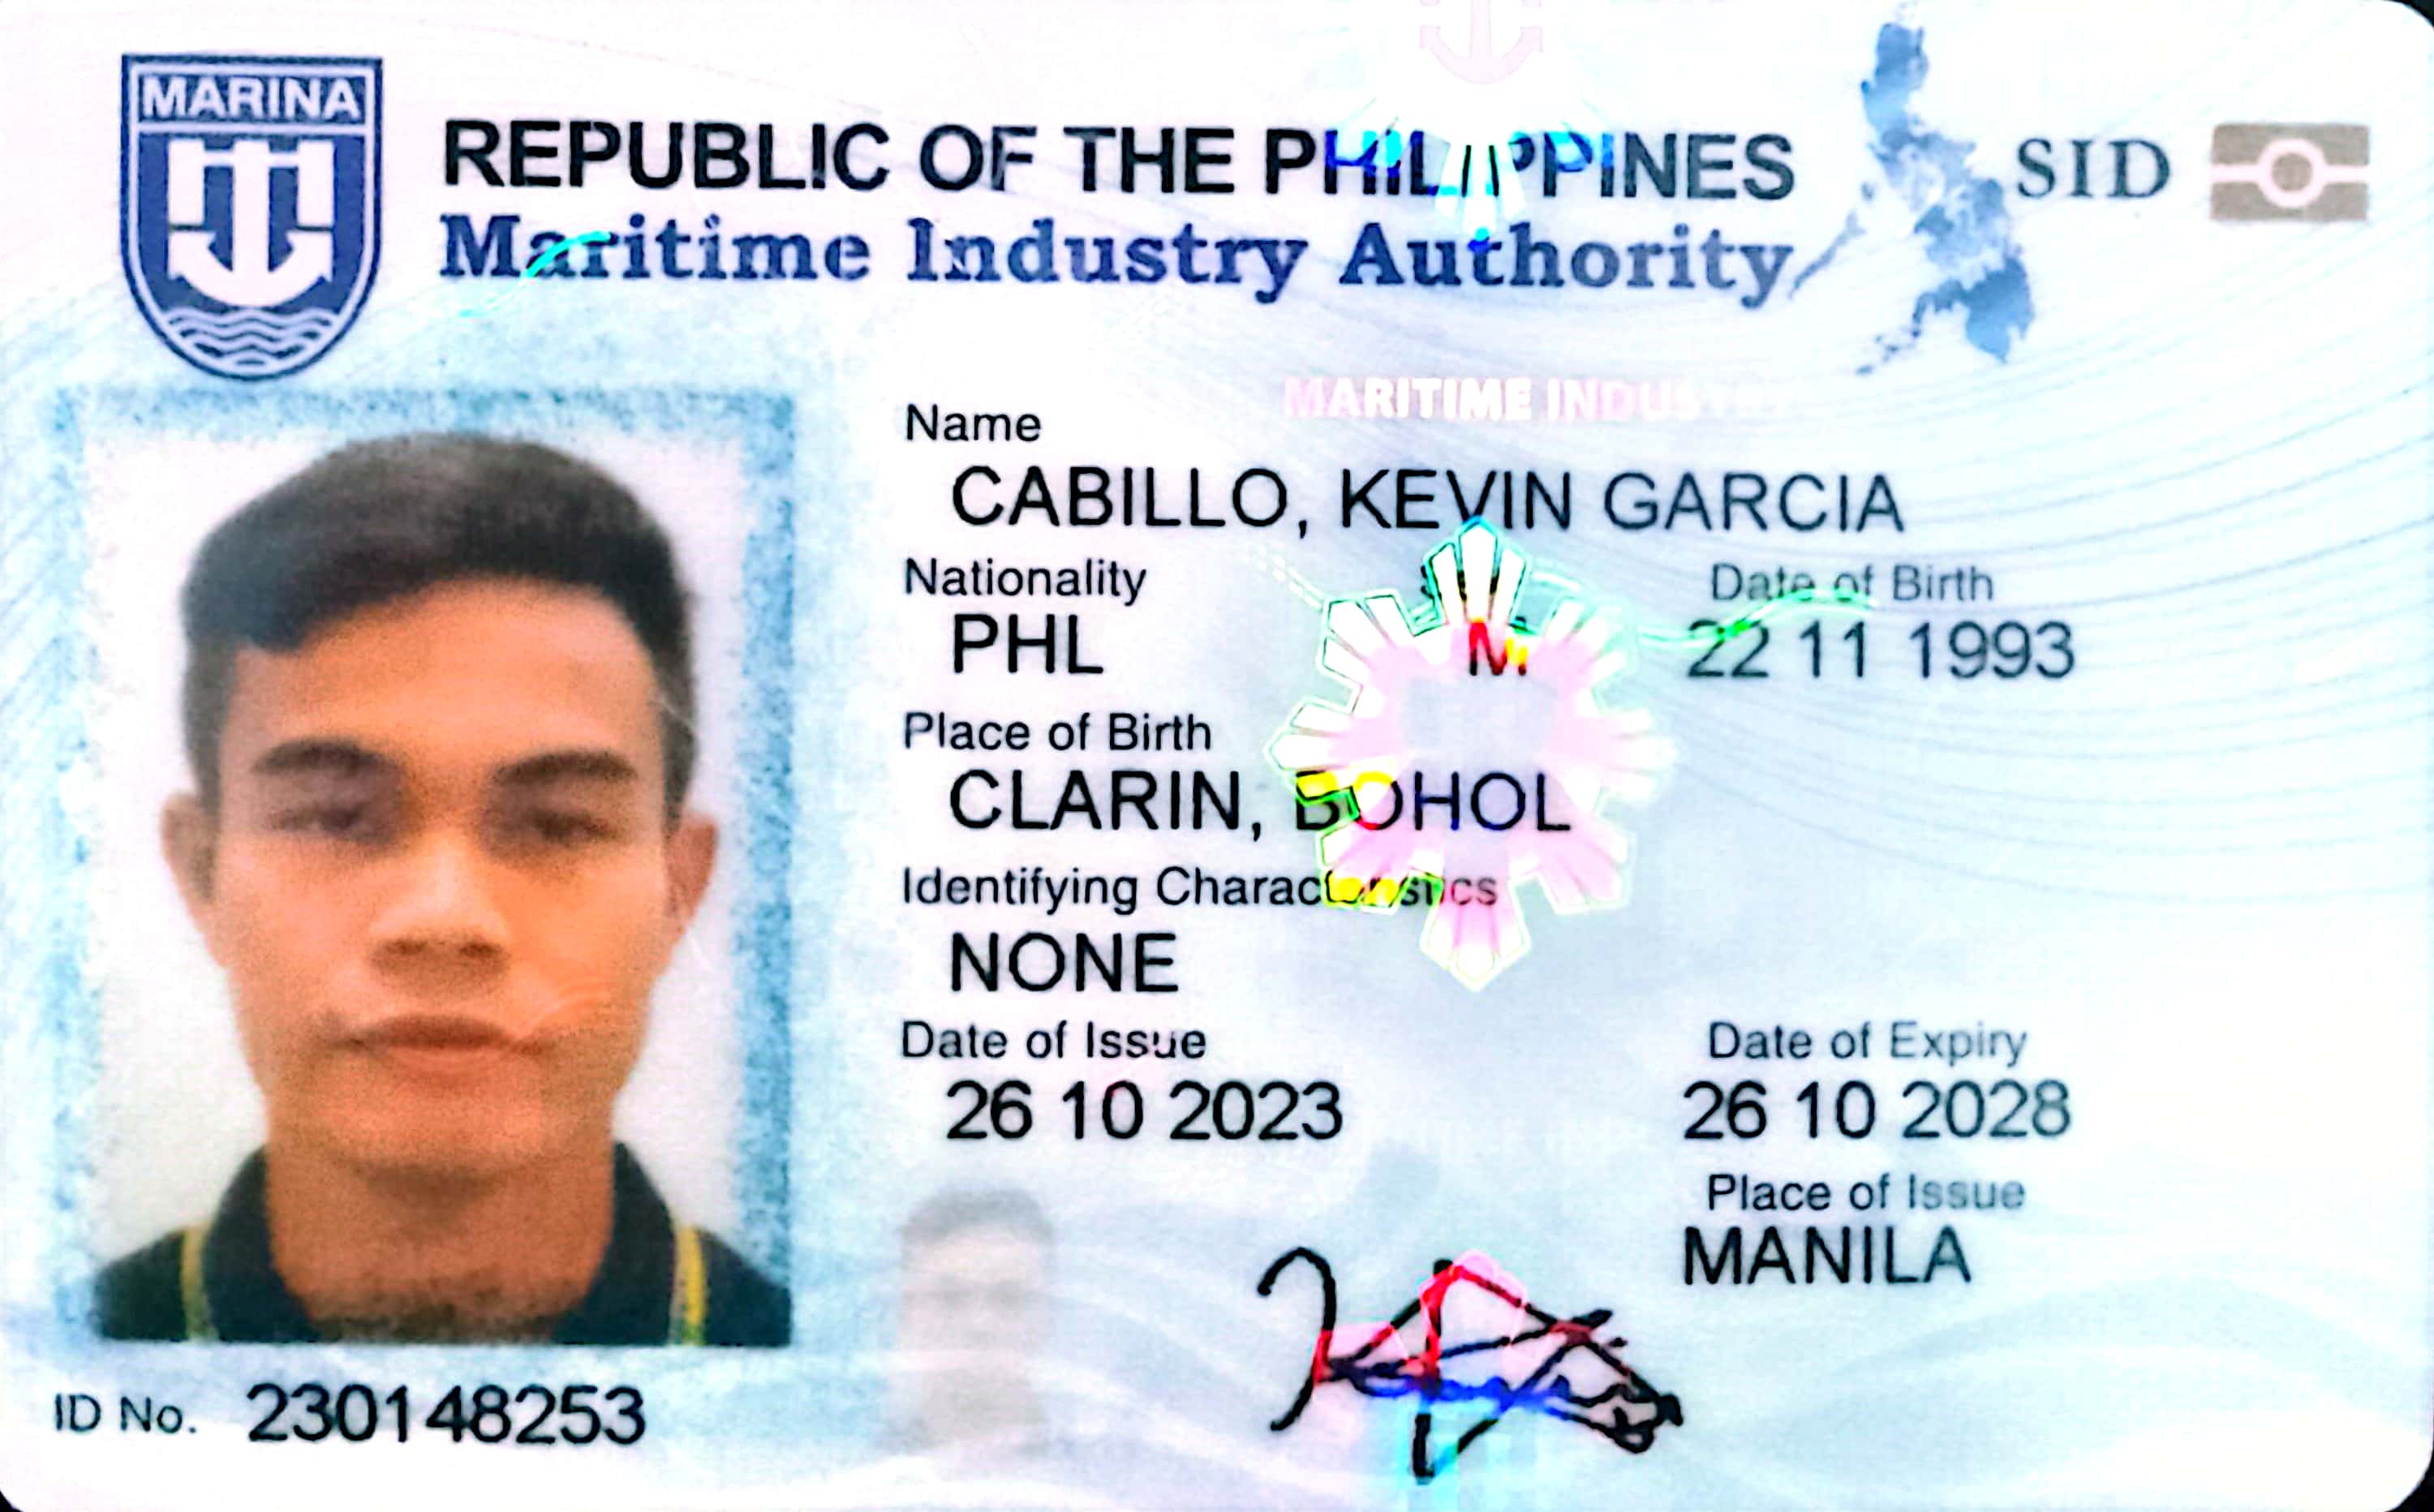 MARINA
REPUBLIC OF THE PHILIPPINES
Maritime Industry Authority
SID
MARITIME INDUSTRY
Name
CABILLO, KEVIN GARCIA
Nationality
Date of Birth
PHL M 22 11 1993
Place of Birth
CLARIN, BOHOL
Identifying Characteristics
NONE
Date of Issue
Date of Expiry
26 10 2023
26 10 2028
Place of Issue
MANILA
ID No. 230148253